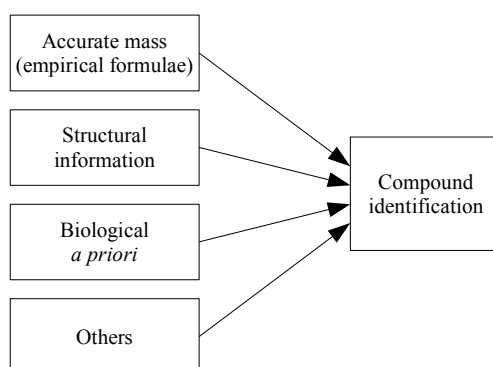 Accurate mass
(empirical formulae)
Structural
information
Biological
a priori
Others
Compound
identification